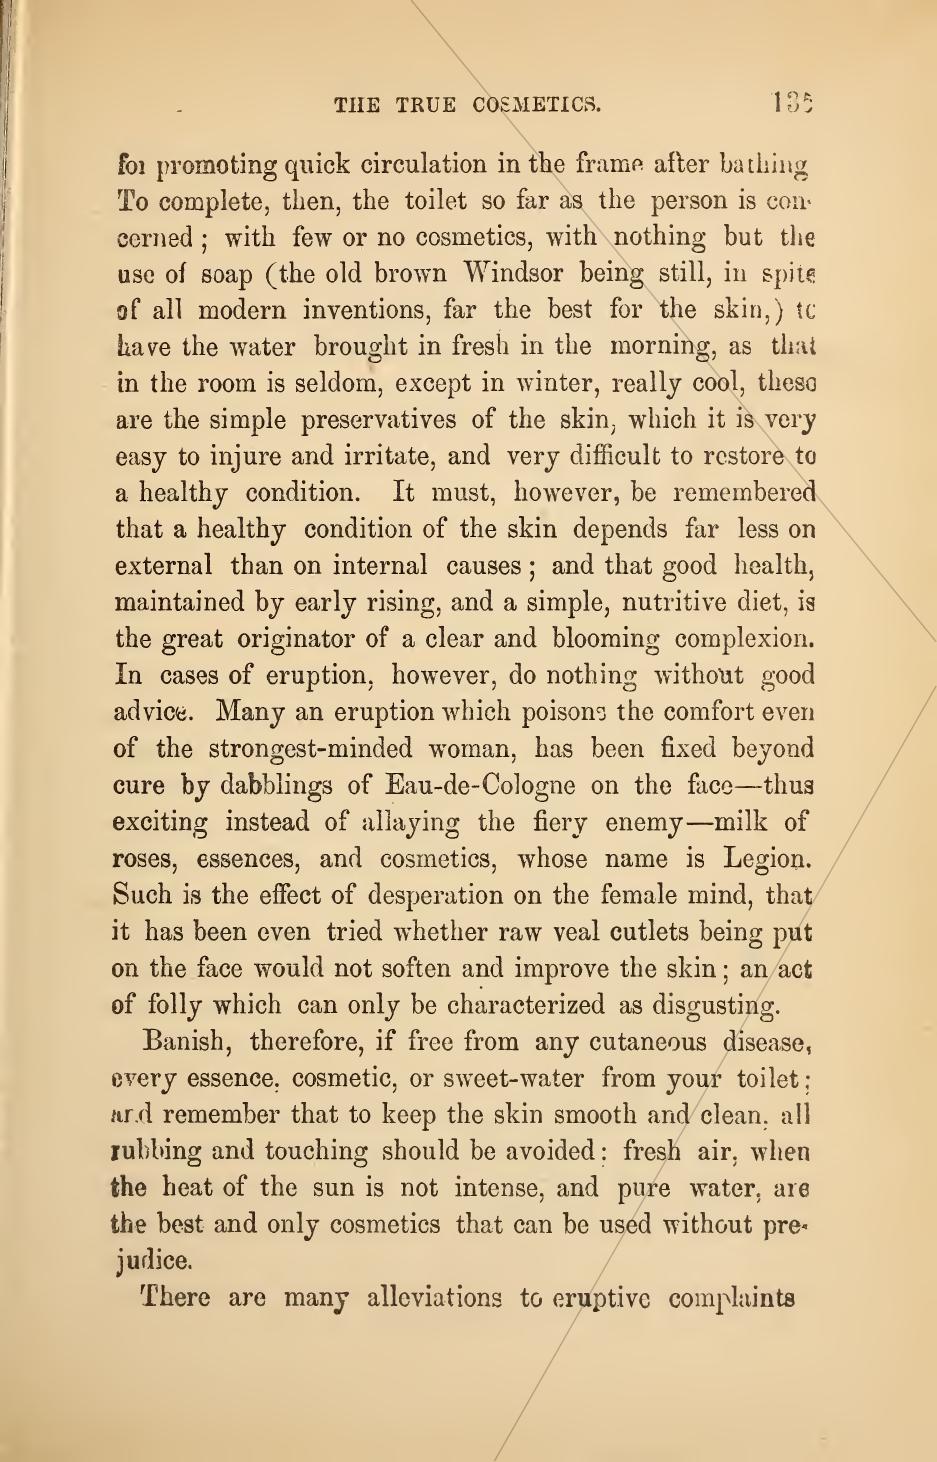 THE TRUE COSMETICS. 135
for promoting quick circulation in the frame after bathing
To complete, then, the toilet so far as the person is con-
cerned ; with few or no cosmetics, with nothing but the
use of soap (the old brown Windsor being still, in spite
of all modern inventions, far the best for the skin,) to
have the water brought in fresh in the morning, as that
in the room is seldom, except in winter, really cool, these
are the simple preservatives of the skin, which it is very
easy to injure and irritate, and very difficult to restore to
a healthy condition. It must, however, be remembered
that a healthy condition of the skin depends far less on
external than on internal causes ; and that good health,
maintained by early rising, and a simple, nutritive diet, is
the great originator of a clear and blooming complexion.
In cases of eruption, however, do nothing without good
advice. Many an eruption which poisons the comfort even
of the strongest-minded woman, has been fixed beyond
cure by dabblings of Eau-de-Cologne on the face—thus
exciting instead of allaying the fiery enemy—milk of
roses, essences, and cosmetics, whose name is Legion.
Such is the effect of desperation on the female mind, that
it has been even tried whether raw veal cutlets being put
on the face would not soften and improve the skin ; an act
of folly which can only be characterized as disgusting.
Banish, therefore, if free from any cutaneous disease,
every essence, cosmetic, or sweet-water from your toilet ;
and remember that to keep the skin smooth and clean, all
rubbing and touching should be avoided ; fresh air, when
the heat of the sun is not intense, and pure water, are
the best and only cosmetics that can be used without pre-
judice.
There are many alleviations to eruptive complaints